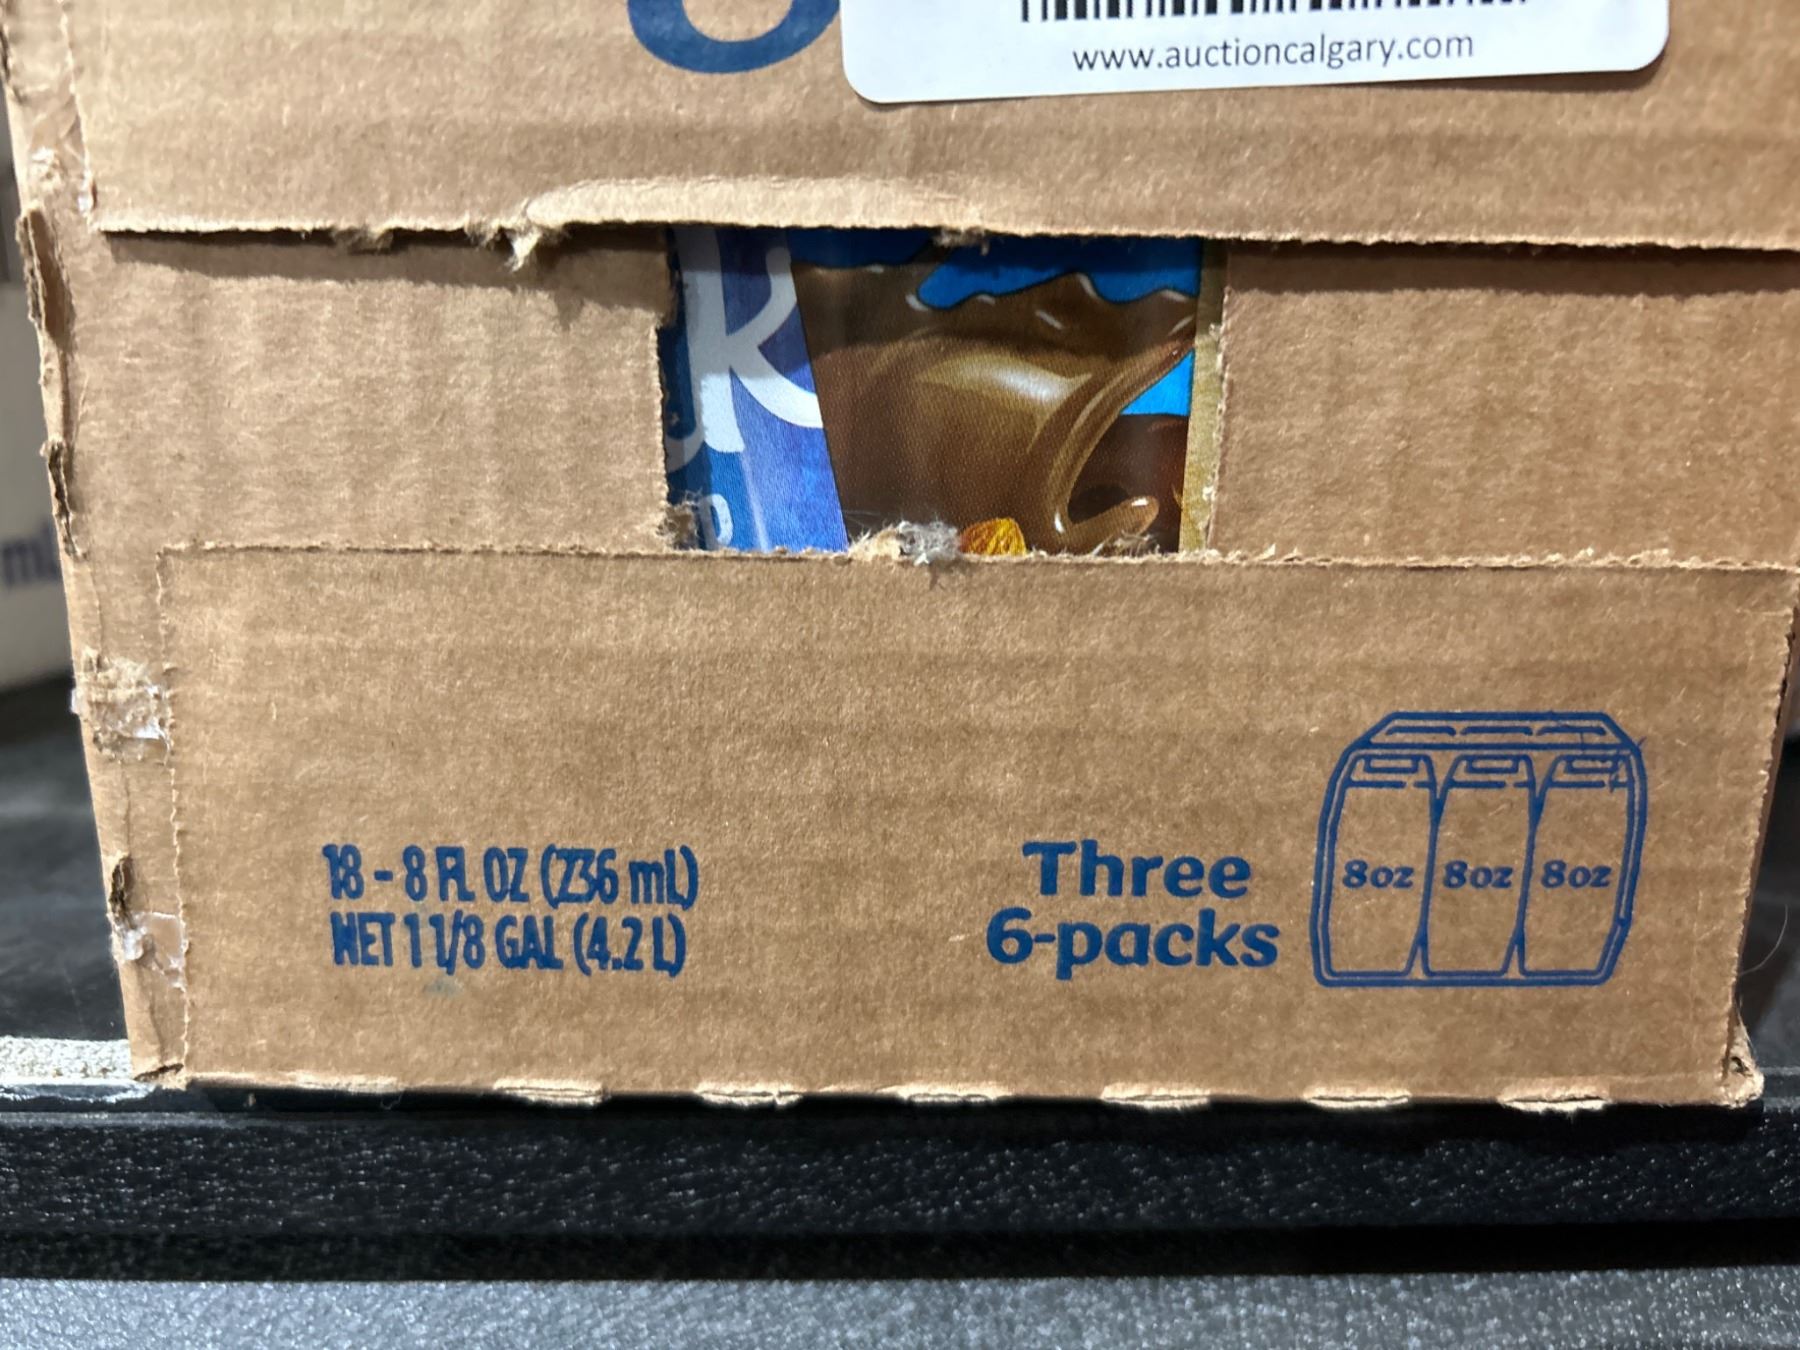 www.auctioncalgary.com
k
18 - 8 FL OZ (236 mL)
NET 1 1/8 GAL (4.2 L)
Three
6-packs
8oz 8oz 8oz